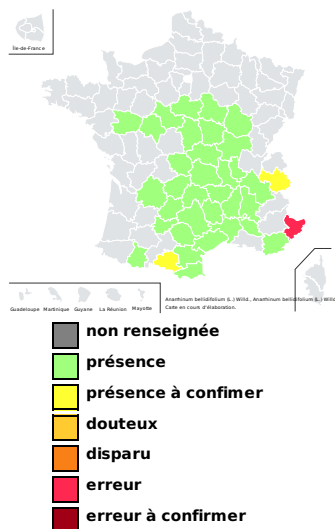 Île-de-France
Guadeloupe Martinique Guyane La Réunion Mayotte
Anarrhinum bellidifolium (L.) Willd., Anarrhinum bellidifolium (L.) Willd
Carte en cours d'élaboration.
non renseignée
présence
présence à confimer
douteux
disparu
erreur
erreur à confirmer